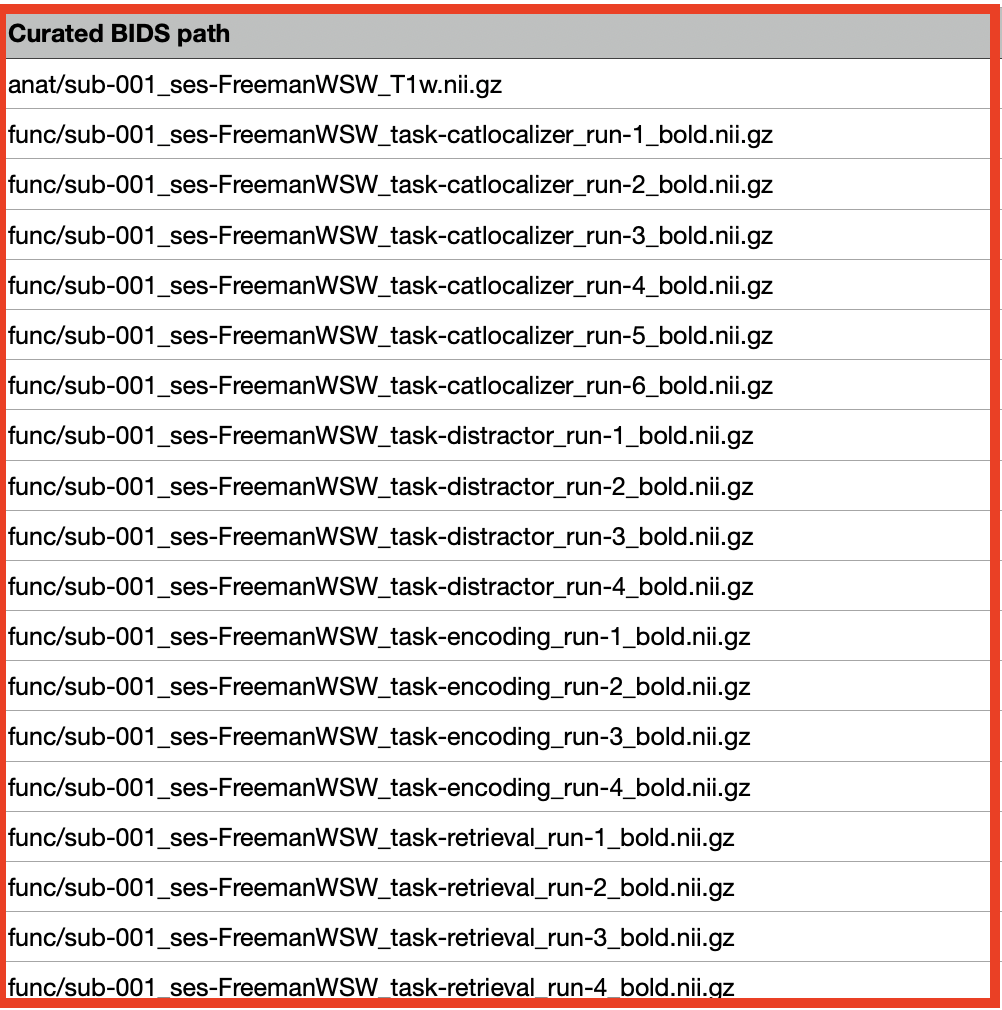 Curated BIDS path
anat/sub-001_ses-FreemanWSW_T1w.nii.gz
func/sub-001_ses-FreemanWSW_task-catlocalizer_run-1_bold.nii.gz
func/sub-001_ses-FreemanWSW_task-catlocalizer_run-2_bold.nii.gz
func/sub-001_ses-FreemanWSW_task-catlocalizer_run-3_bold.nii.gz
func/sub-001_ses-FreemanWSW_task-catlocalizer_run-4_bold.nii.gz
func/sub-001_ses-FreemanWSW_task-catlocalizer_run-5_bold.nii.gz
func/sub-001_ses-FreemanWSW_task-catlocalizer_run-6_bold.nii.gz
func/sub-001_ses-FreemanWSW_task-distractor_run-1_bold.nii.gz
func/sub-001_ses-FreemanWSW_task-distractor_run-2_bold.nii.gz
func/sub-001_ses-FreemanWSW_task-distractor_run-3_bold.nii.gz
func/sub-001_ses-FreemanWSW_task-distractor_run-4_bold.nii.gz
func/sub-001_ses-FreemanWSW_task-encoding_run-1_bold.nii.gz
func/sub-001_ses-FreemanWSW_task-encoding_run-2_bold.nii.gz
func/sub-001_ses-FreemanWSW_task-encoding_run-3_bold.nii.gz
func/sub-001_ses-FreemanWSW_task-encoding_run-4_bold.nii.gz
func/sub-001_ses-FreemanWSW_task-retrieval_run-1_bold.nii.gz
func/sub-001_ses-FreemanWSW_task-retrieval_run-2_bold.nii.gz
func/sub-001_ses-FreemanWSW_task-retrieval_run-3_bold.nii.gz
func/sub-001_ses-FreemanWSW_task-retrieval_run-4_bold.nii.gz